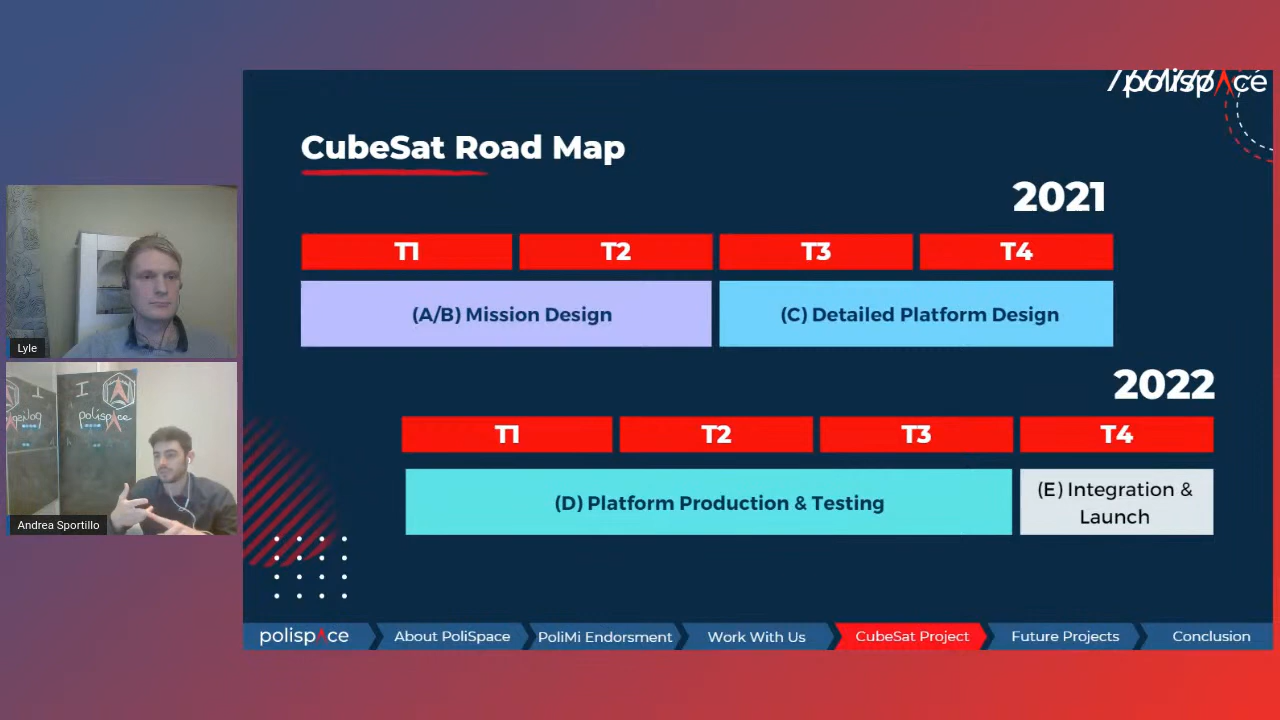 polispace
CubeSat Road Map
2021
T1
T2
T3
T4
(A/B) Mission Design
(C) Detailed Platform Design
2022
T1
T2
T3
T4
(D) Platform Production & Testing
(E) Integration &
Launch
Lyle
polispace
Andrea Sportillo
polispace
About PoliSpace
PoliMi Endorsment
Work With Us
CubeSat Project
Future Projects
Conclusion